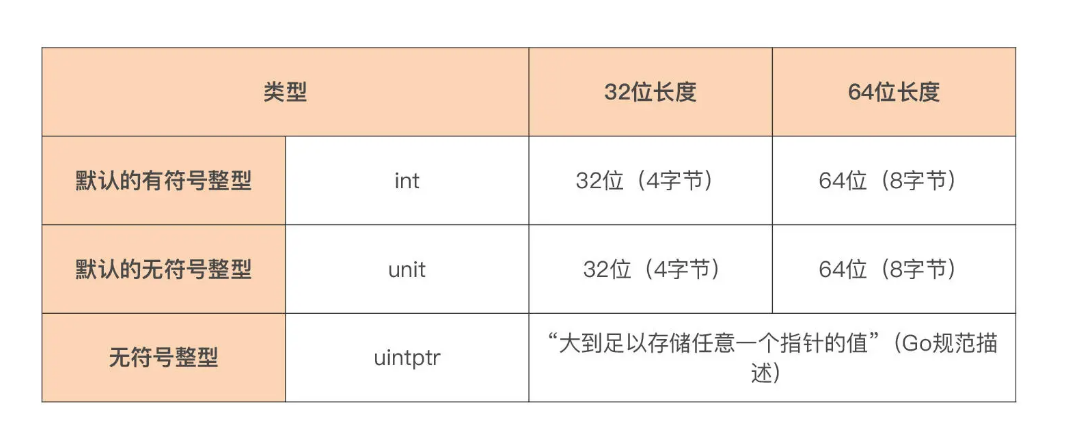 类型 32位长度 64位长度
默认的有符号整型 int 32位（4字节） 64位（8字节）
默认的无符号整型 unit 32位（4字节） 64位（8字节）
无符号整型 uintptr “大到足以存储任意一个指针的值”（Go规范描
述）